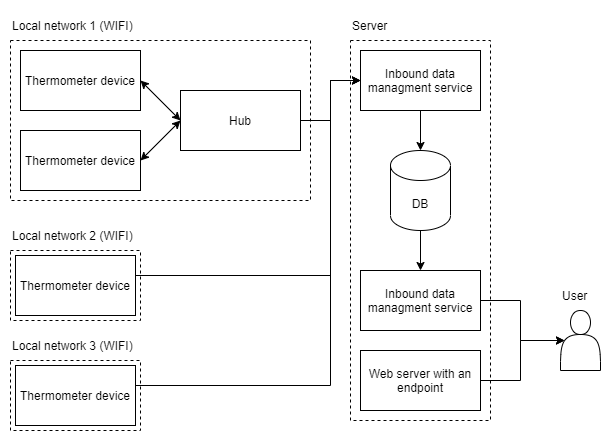 Local network 1 (WIFI)
Thermometer device
Thermometer device
Hub
Local network 2 (WIFI)
Thermometer device
Local network 3 (WIFI)
Thermometer device
Server
Inbound data
managment service
DB
Inbound data
managment service
Web server with an
endpoint
User